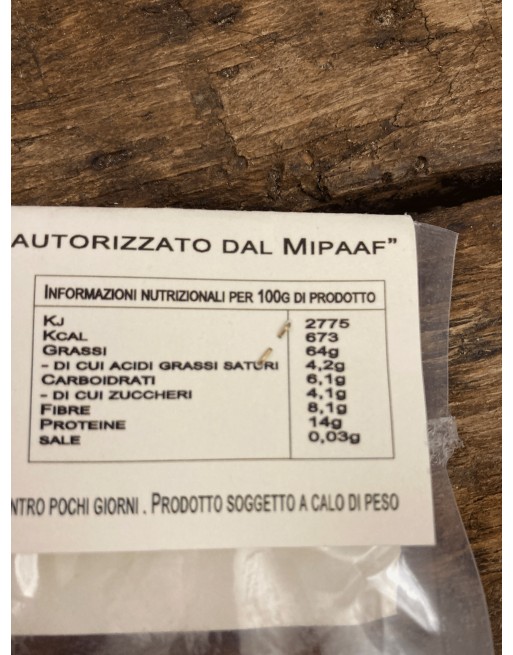 AUTORIZZATO DAL MIPAAF”
INFORMAZIONI NUTRIZIONALI PER 100G DI PRODOTTO
KJ 2775
KCAL 673
GRASSI 64g
- DI CUI ACIDI GRASSI SATURI 4,2g
CARBOIDRATI 6,1g
- DI CUI ZUCCHERI 4,1g
FIBRE 8,1g
PROTEINE 14g
SALE 0,03g
NTRO POCHI GIORNI . PRODOTTO SOGGETTO A CALO DI PESO